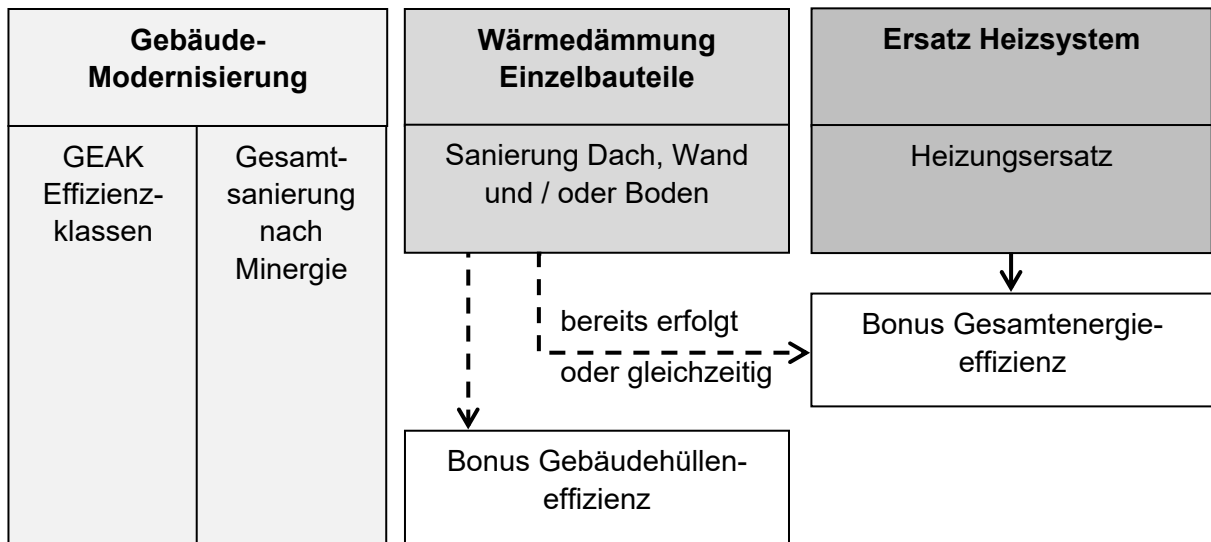 Gebäude-
Modernisierung
GEAK
Effizienz-
klassen
Gesamt-
sanierung
nach
Minergie
Wärmedämmung
Einzelbauteile
Sanierung Dach, Wand
und / oder Boden
bereits erfolgt
oder gleichzeitig
Bonus Gebäudehüllen-
effizienz
Ersatz Heizsystem
Heizungsersatz
Bonus Gesamtenergie-
effizienz